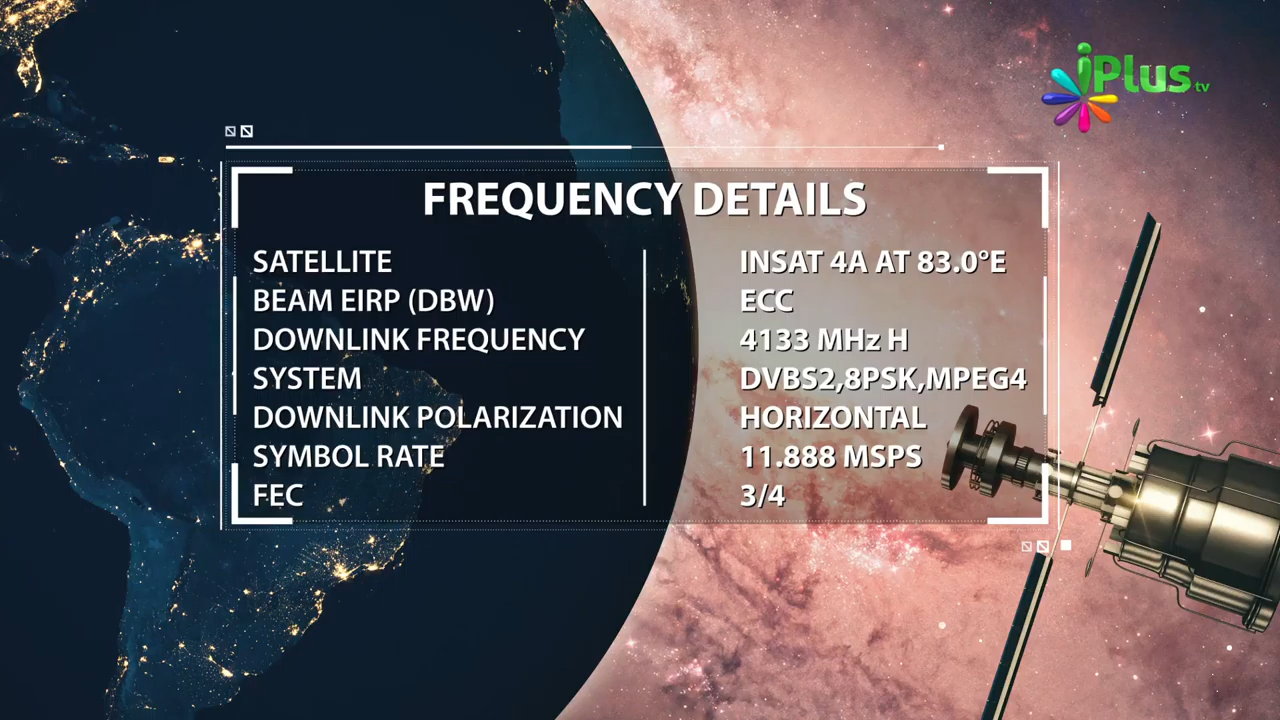 iPlus tv
FREQUENCY DETAILS
SATELLITE INSAT 4A AT 83.0°E
BEAM EIRP (DBW) ECC
DOWNLINK FREQUENCY 4133 MHz H
SYSTEM DVBS2,8PSK,MPEG4
DOWNLINK POLARIZATION HORIZONTAL
SYMBOL RATE 11.888 MSPS
FEC 3/4